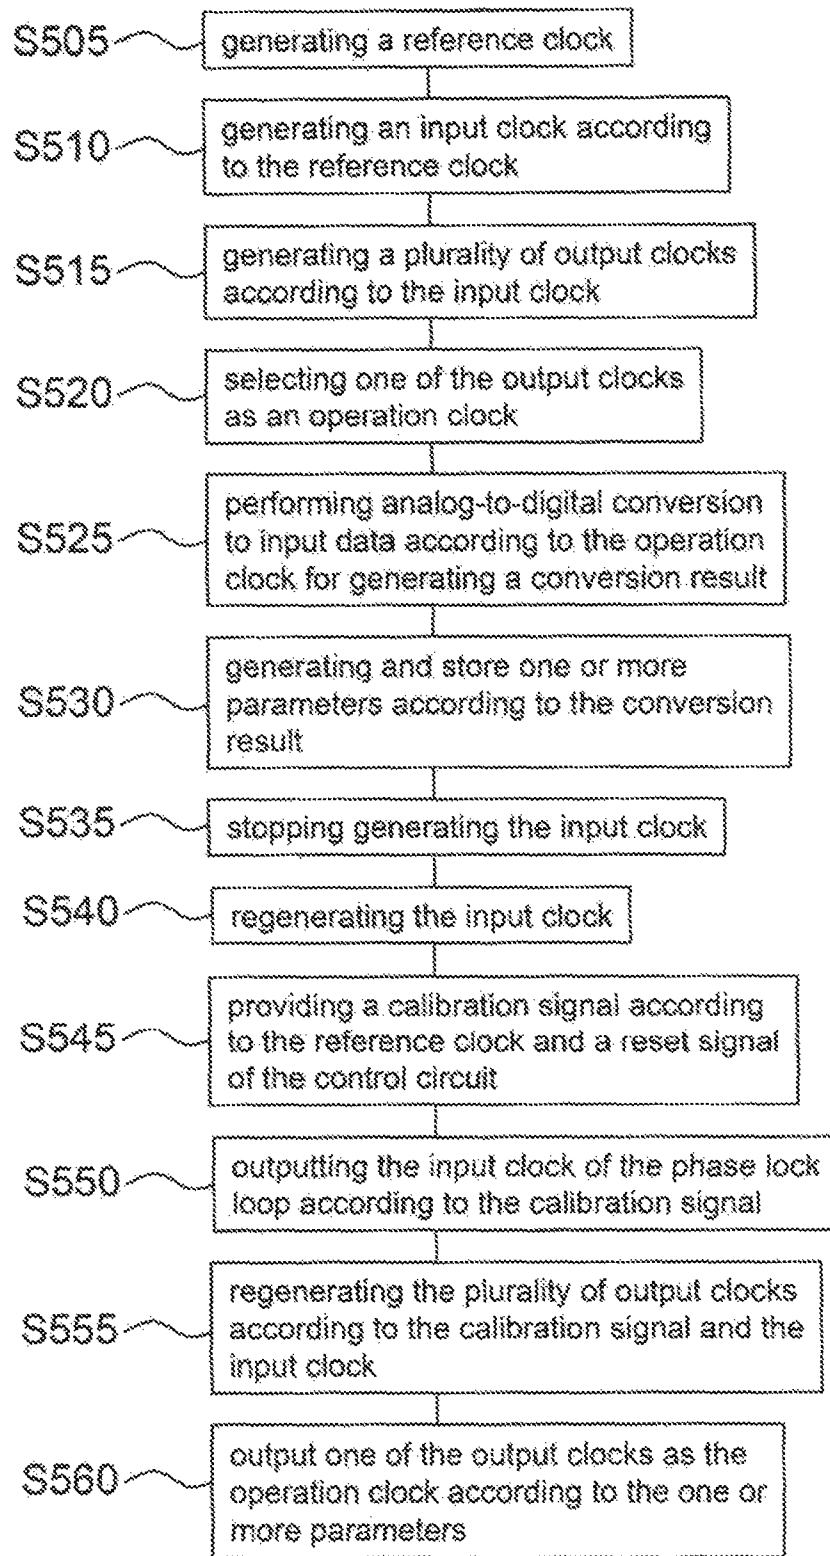 S505
generating a reference clock
S510
generating an input clock according
to the reference clock
S515
generating a plurality of output clocks
according to the input clock
S520
selecting one of the output clocks
as an operation clock
S525
performing analog-to-digital conversion
to input data according to the operation
clock for generating a conversion result
S530
generating and store one or more
parameters according to the conversion
result
S535
stopping generating the input clock
S540
regenerating the input clock
S545
providing a calibration signal according
to the reference clock and a reset signal
of the control circuit
S550
outputting the input clock of the phase lock
loop according to the calibration signal
S555
regenerating the plurality of output clocks
according to the calibration signal and the
input clock
S560
output one of the output clocks as the
operation clock according to the one or
more parameters